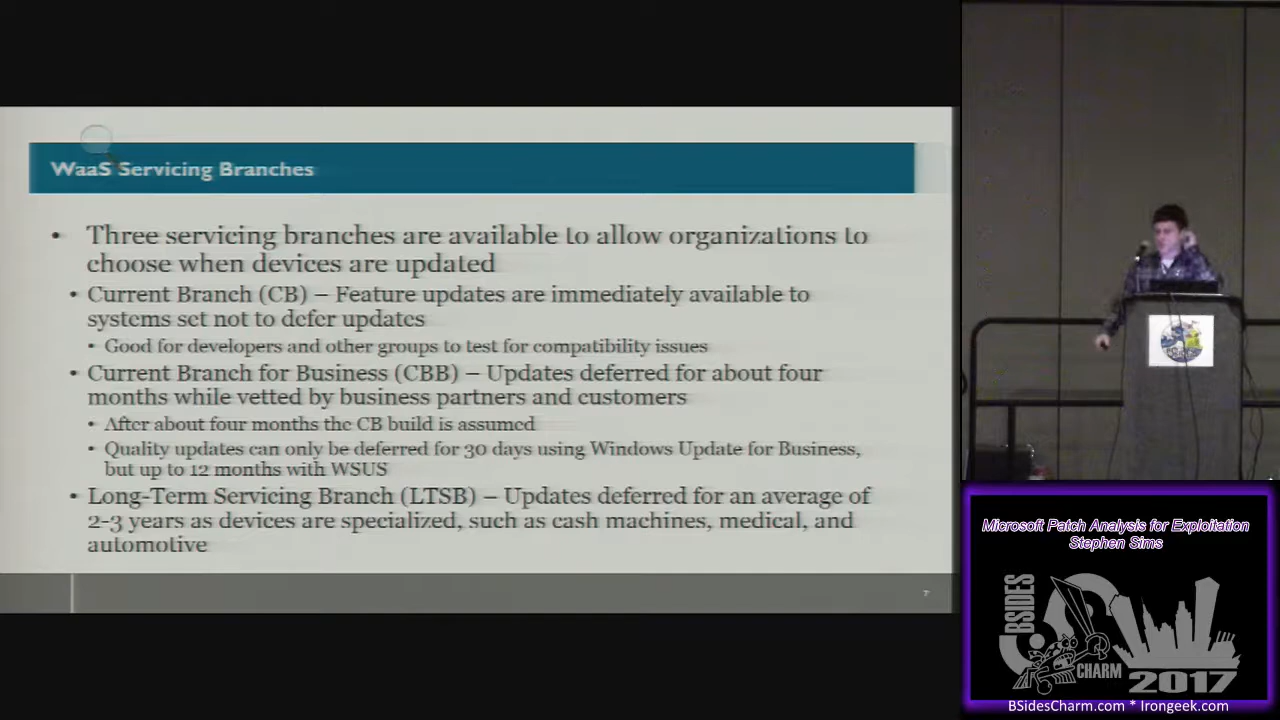 WaaS Servicing Branches
• Three servicing branches are available to allow organizations to
choose when devices are updated
• Current Branch (CB) – Feature updates are immediately available to
systems set not to defer updates
• Good for developers and other groups to test for compatibility issues
• Current Branch for Business (CBB) – Updates deferred for about four
months while vetted by business partners and customers
• After about four months the CB build is assumed
• Quality updates can only be deferred for 30 days using Windows Update for Business,
but up to 12 months with WSUS
• Long-Term Servicing Branch (LTSB) – Updates deferred for an average of
2-3 years as devices are specialized, such as cash machines, medical, and
automotive
7
Microsoft Patch Analysis for Exploitation
Stephen Sims
BSIDES
CHARM
2017
BSidesCharm.com * Irongeek.com